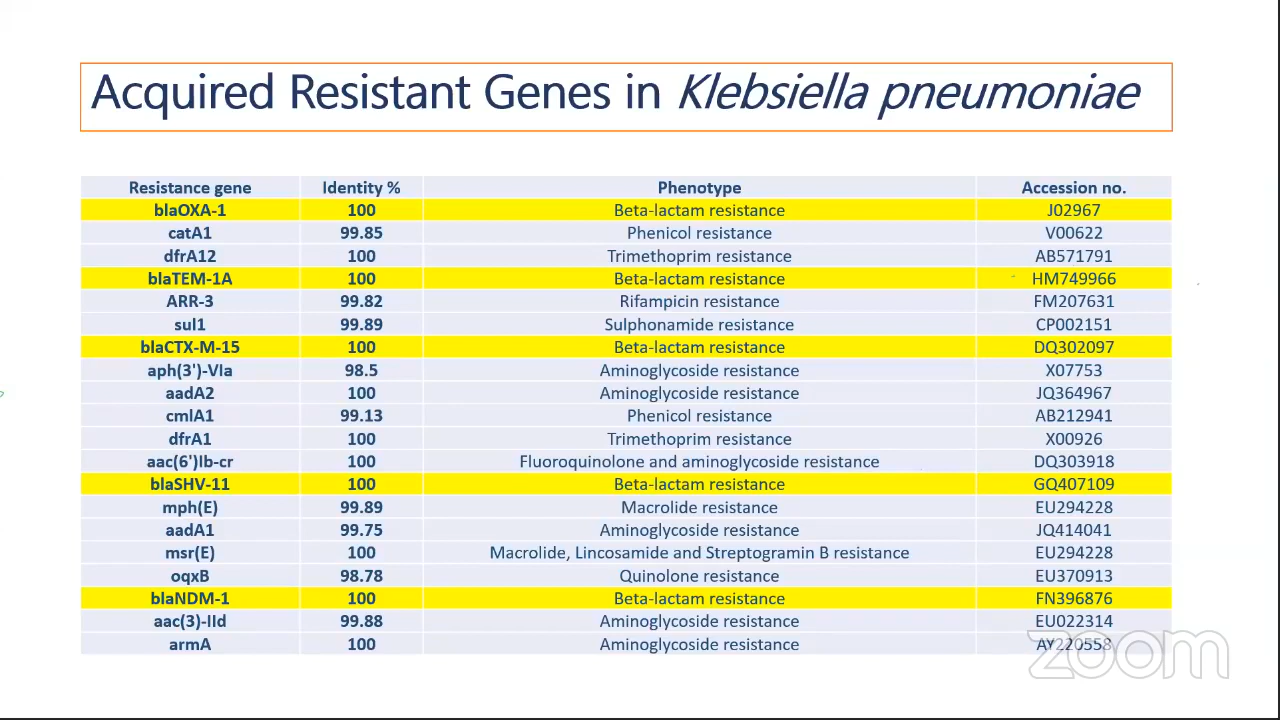 Acquired Resistant Genes in Klebsiella pneumoniae
Resistance gene Identity % Phenotype Accession no.
blaOXA-1 100 Beta-lactam resistance J02967
catA1 99.85 Phenicol resistance V00622
dfrA12 100 Trimethoprim resistance AB571791
blaTEM-1A 100 Beta-lactam resistance HM749966
ARR-3 99.82 Rifampicin resistance FM207631
sul1 99.89 Sulphonamide resistance CP002151
blaCTX-M-15 100 Beta-lactam resistance DQ302097
aph(3')-VIa 98.5 Aminoglycoside resistance X07753
aadA2 100 Aminoglycoside resistance JQ364967
cmlA1 99.13 Phenicol resistance AB212941
dfrA1 100 Trimethoprim resistance X00926
aac(6')Ib-cr 100 Fluoroquinolone and aminoglycoside resistance DQ303918
blaSHV-11 100 Beta-lactam resistance GQ407109
mph(E) 99.89 Macrolide resistance EU294228
aadA1 99.75 Aminoglycoside resistance JQ414041
msr(E) 100 Macrolide, Lincosamide and Streptogramin B resistance EU294228
oqxB 98.78 Quinolone resistance EU370913
blaNDM-1 100 Beta-lactam resistance FN396876
aac(3)-IId 99.88 Aminoglycoside resistance EU022314
armA 100 Aminoglycoside resistance AY220558
zoom